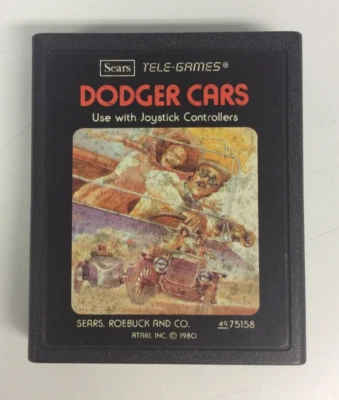 Sears TELE-GAMES®
DODGER CARS
Use with Joystick Controllers
SEARS, ROEBUCK AND CO. 49 75158
ATARI, INC. © 1980